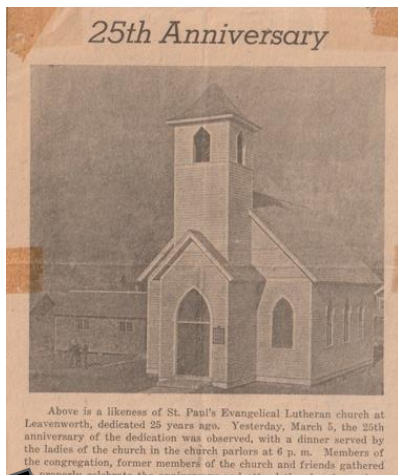 25th Anniversary
Above is a likeness of St. Paul's Evangelical Lutheran church at
Leavenworth, dedicated 25 years ago. Yesterday, March 5, the 25th
anniversary of the dedication was observed, with a dinner served by
the ladies of the church in the church parlors at 6 p. m. Members of
the congregation, former members of the church and friends gathered